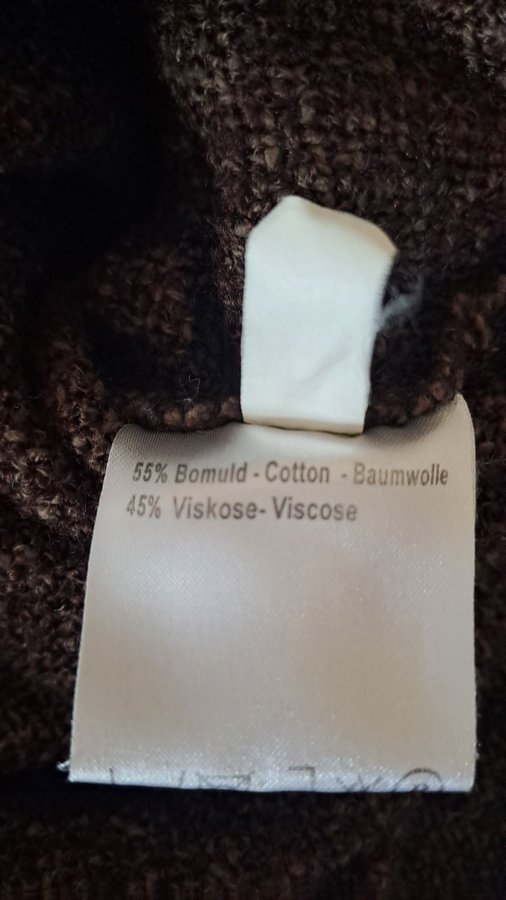 55% Bomuld - Cotton - Baumwolle
45% Viskose- Viscose